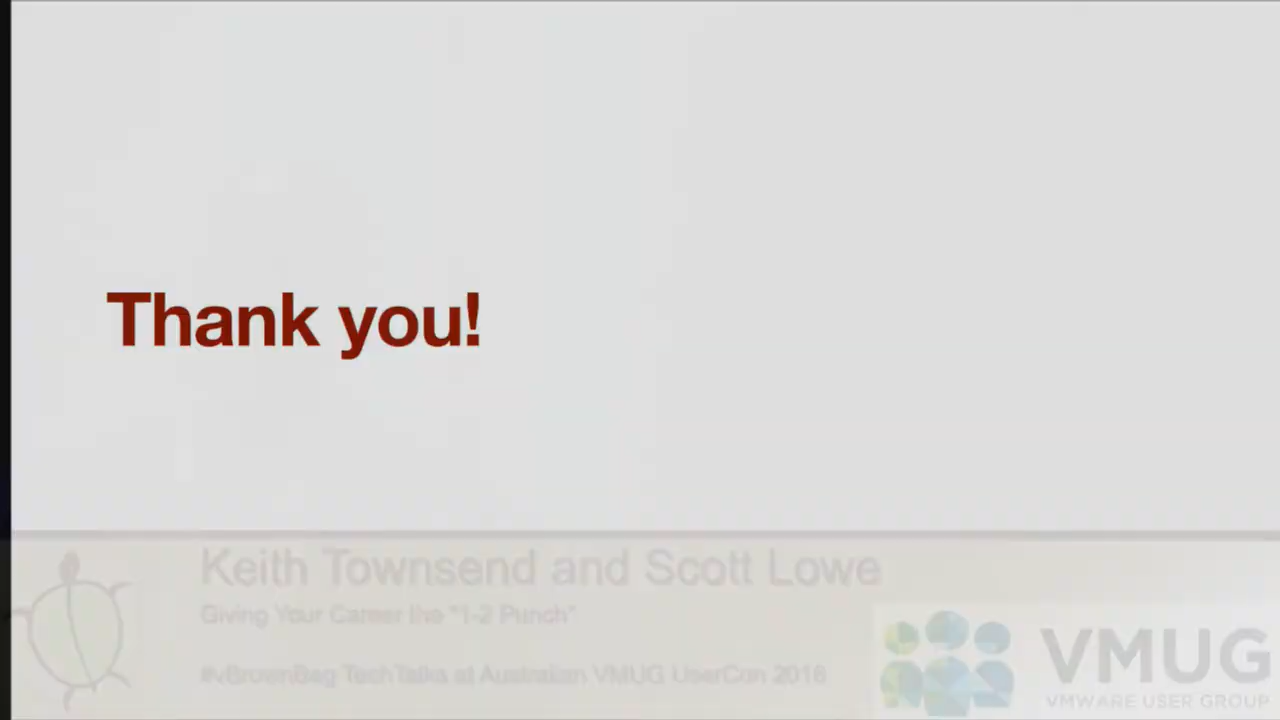 Thank you!
Keith Townsend and Scott Lowe
Giving Your Career the "1-2 Punch"
#vBrownBag TechTalks at Australian VMUG UserCon 2016
VMUG
VMWARE USER GROUP